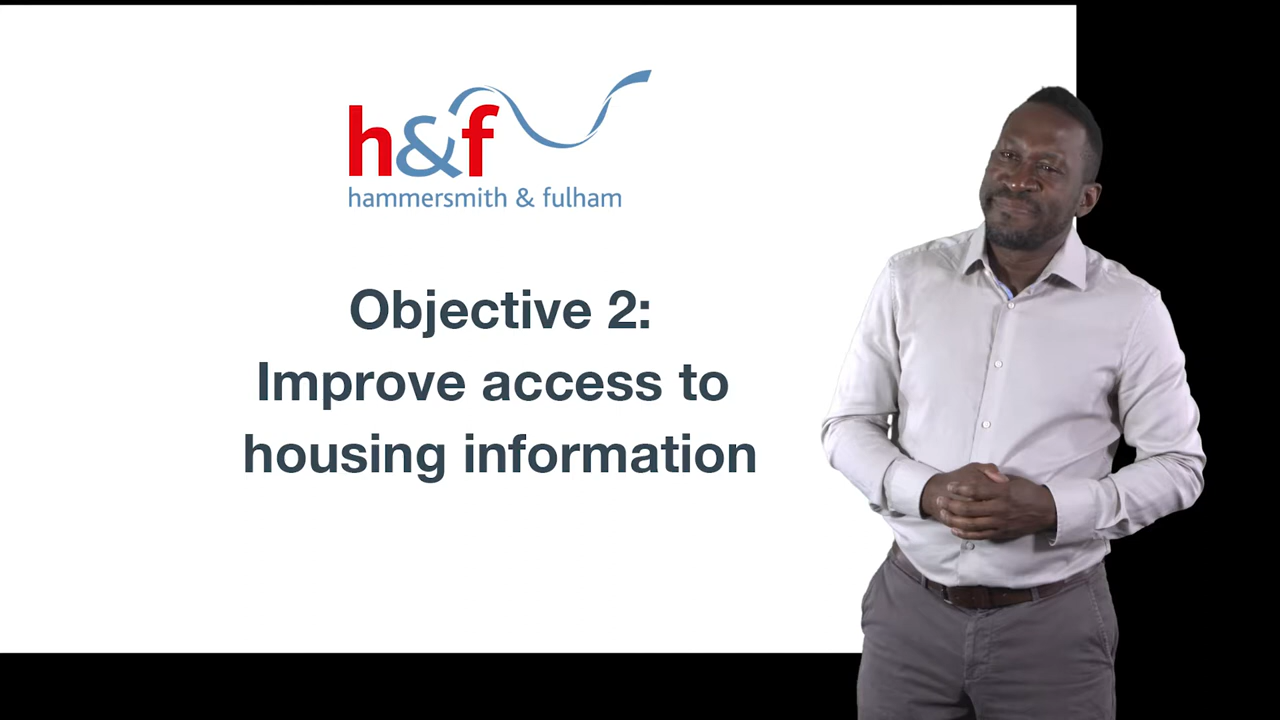 h&f
hammersmith & fulham
Objective 2:
Improve access to
housing information